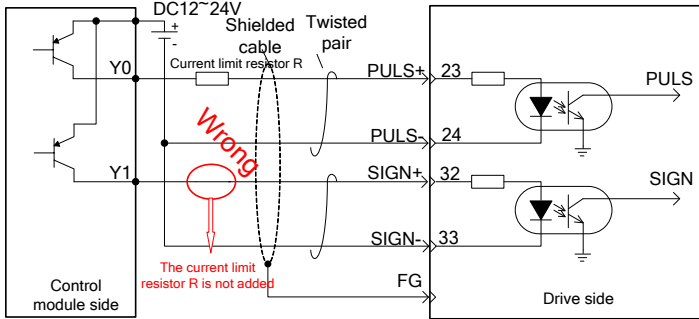 DC12~24V
+
-
Shielded
cable
Twisted
pair
Current limit resistor R
Y0
PULS+
23
PULS
Wrong
PULS-
24
Y1
SIGN+
32
SIGN
SIGN-
33
The current limit
resistor R is not added
FG
Control
module side
Drive side